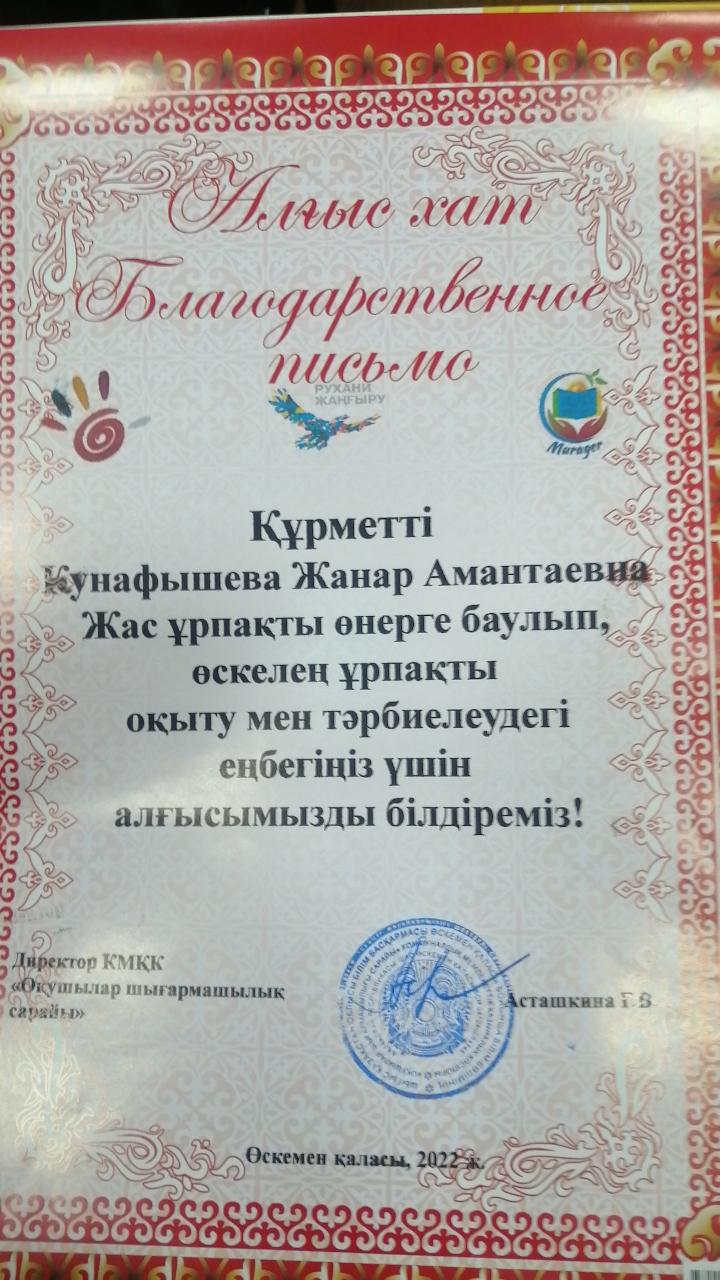 Алғыс хат
Благодарственное
письмо
РУХАНИ
ЖАҢҒЫРУ
Murager
Құрметті
Кунафышева Жанар Амантаевна
Жас ұрпақты өнерге баулып,
өскелең ұрпақты
оқыту мен тәрбиелеудегі
еңбегіңіз үшін
алғысымызды білдіреміз!
Директор КМҚК
«Оқушылар шығармашылық
сарайы»
Асташкина Г.В
Өскемен қаласы, 2022 ж.